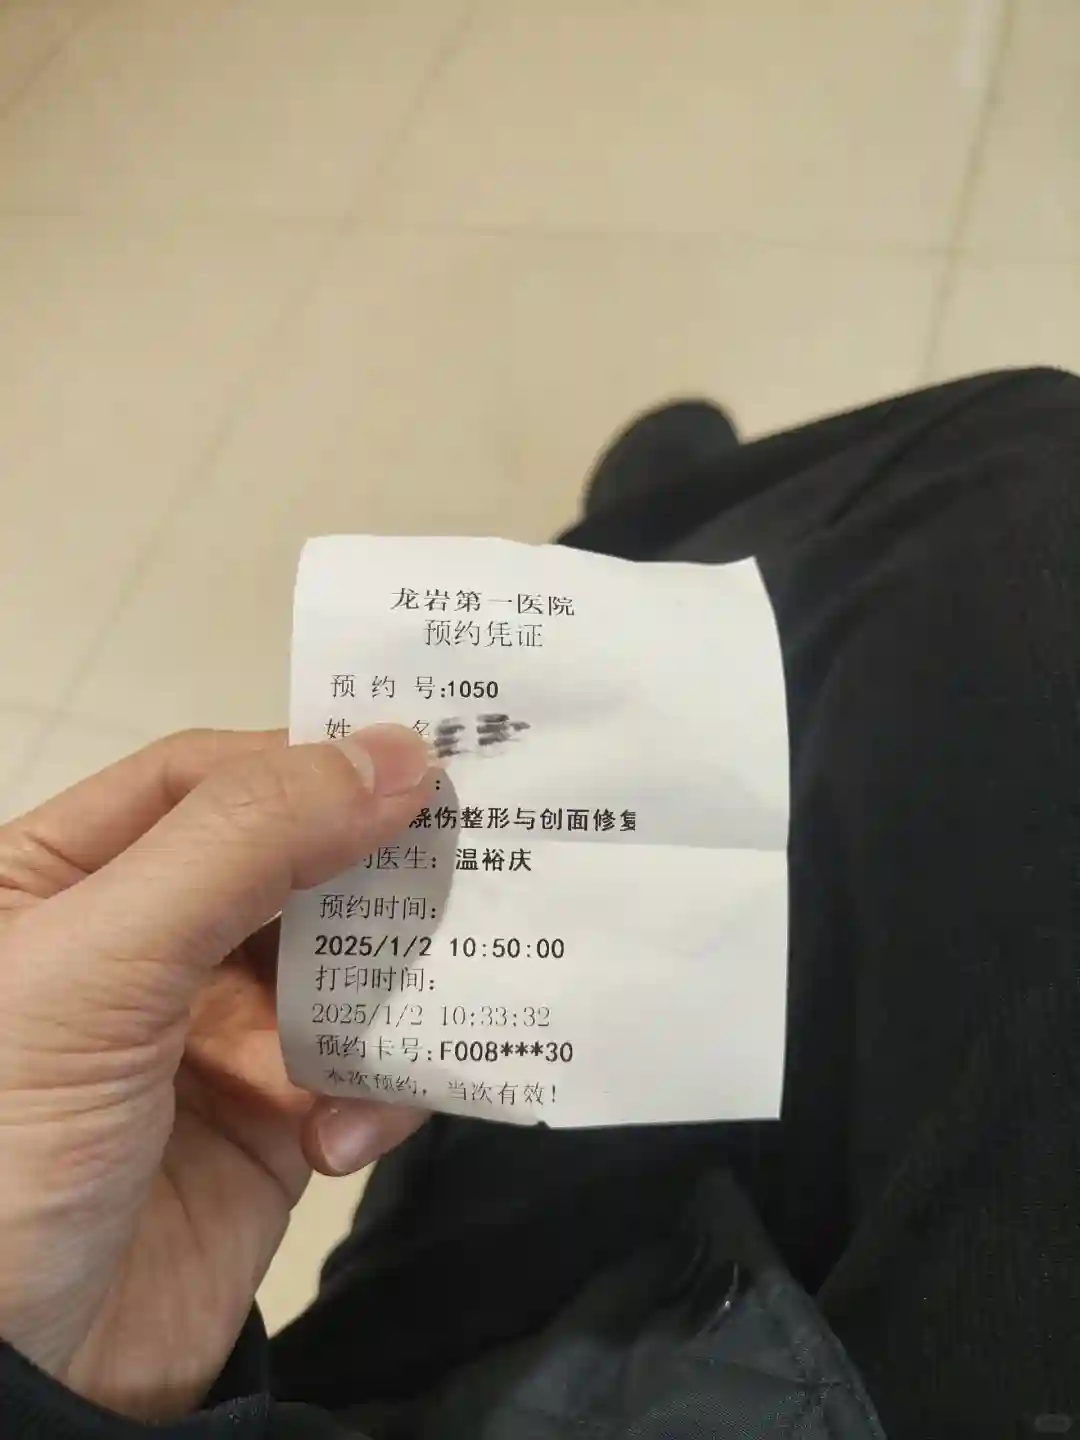 龙岩第一医院
预约凭证
预 约 号:1050
姓 名
:
烧伤整形与创面修复
约医生:温裕庆
预约时间:
2025/1/2 10:50:00
打印时间:
2025/1/2 10:33:32
预约卡号:F008***30
本次预约，当次有效!